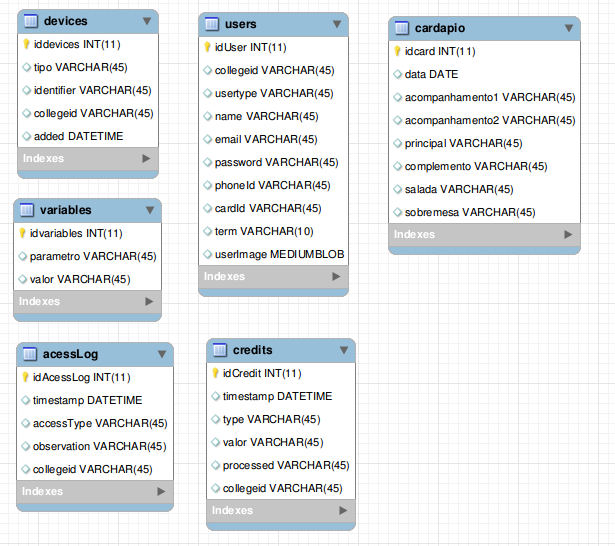 devices
iddevices INT(11)
tipo VARCHAR(45)
identifier VARCHAR(45)
collegeid VARCHAR(45)
added DATETIME
Indexes
users
idUser INT(11)
collegeid VARCHAR(45)
usertype VARCHAR(45)
name VARCHAR(45)
email VARCHAR(45)
password VARCHAR(45)
phoneId VARCHAR(45)
cardId VARCHAR(45)
term VARCHAR(10)
userImage MEDIUMBLOB
Indexes
cardapio
idcard INT(11)
data DATE
acompanhamento1 VARCHAR(45)
acompanhamento2 VARCHAR(45)
principal VARCHAR(45)
complemento VARCHAR(45)
salada VARCHAR(45)
sobremesa VARCHAR(45)
Indexes
variables
idvariables INT(11)
parametro VARCHAR(45)
valor VARCHAR(45)
Indexes
acessLog
idAcessLog INT(11)
timestamp DATETIME
accessType VARCHAR(45)
observation VARCHAR(45)
collegeid VARCHAR(45)
Indexes
credits
idCredit INT(11)
timestamp DATETIME
type VARCHAR(45)
valor VARCHAR(45)
processed VARCHAR(45)
collegeid VARCHAR(45)
Indexes